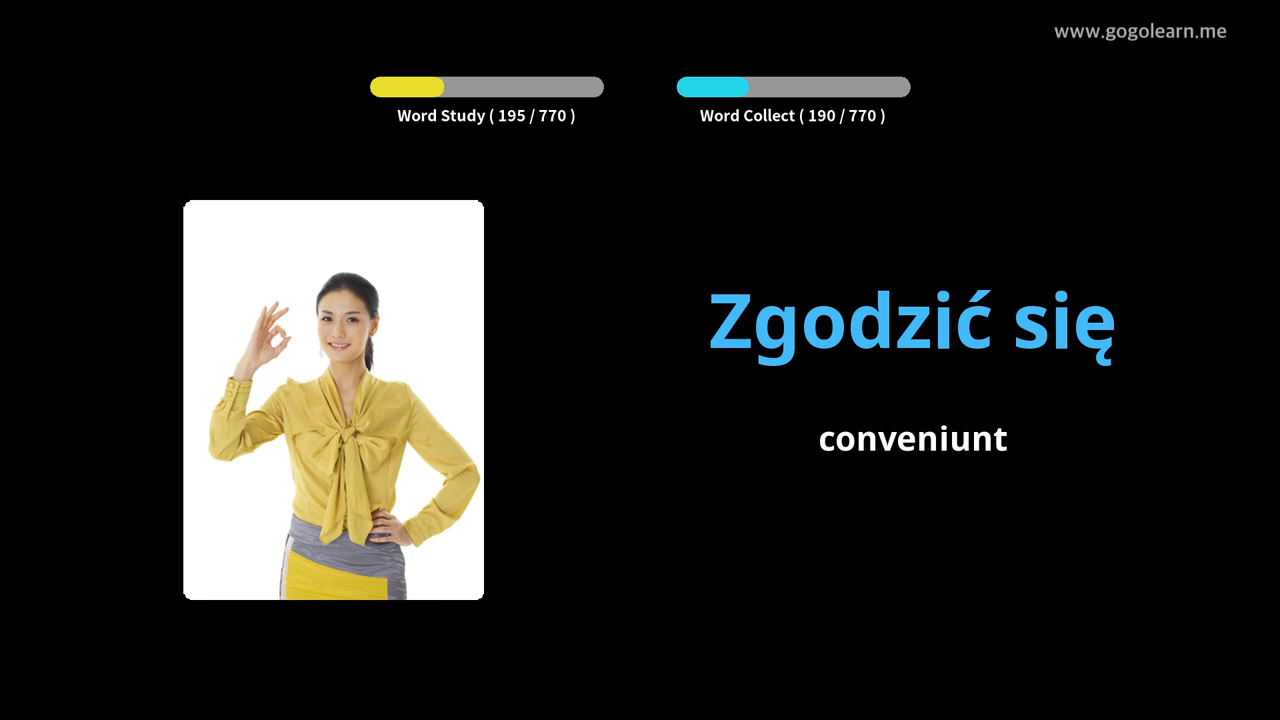 www.gogolearn.me
Word Study ( 195 / 770 )
Word Collect ( 190 / 770 )
Zgodzić się
conveniunt